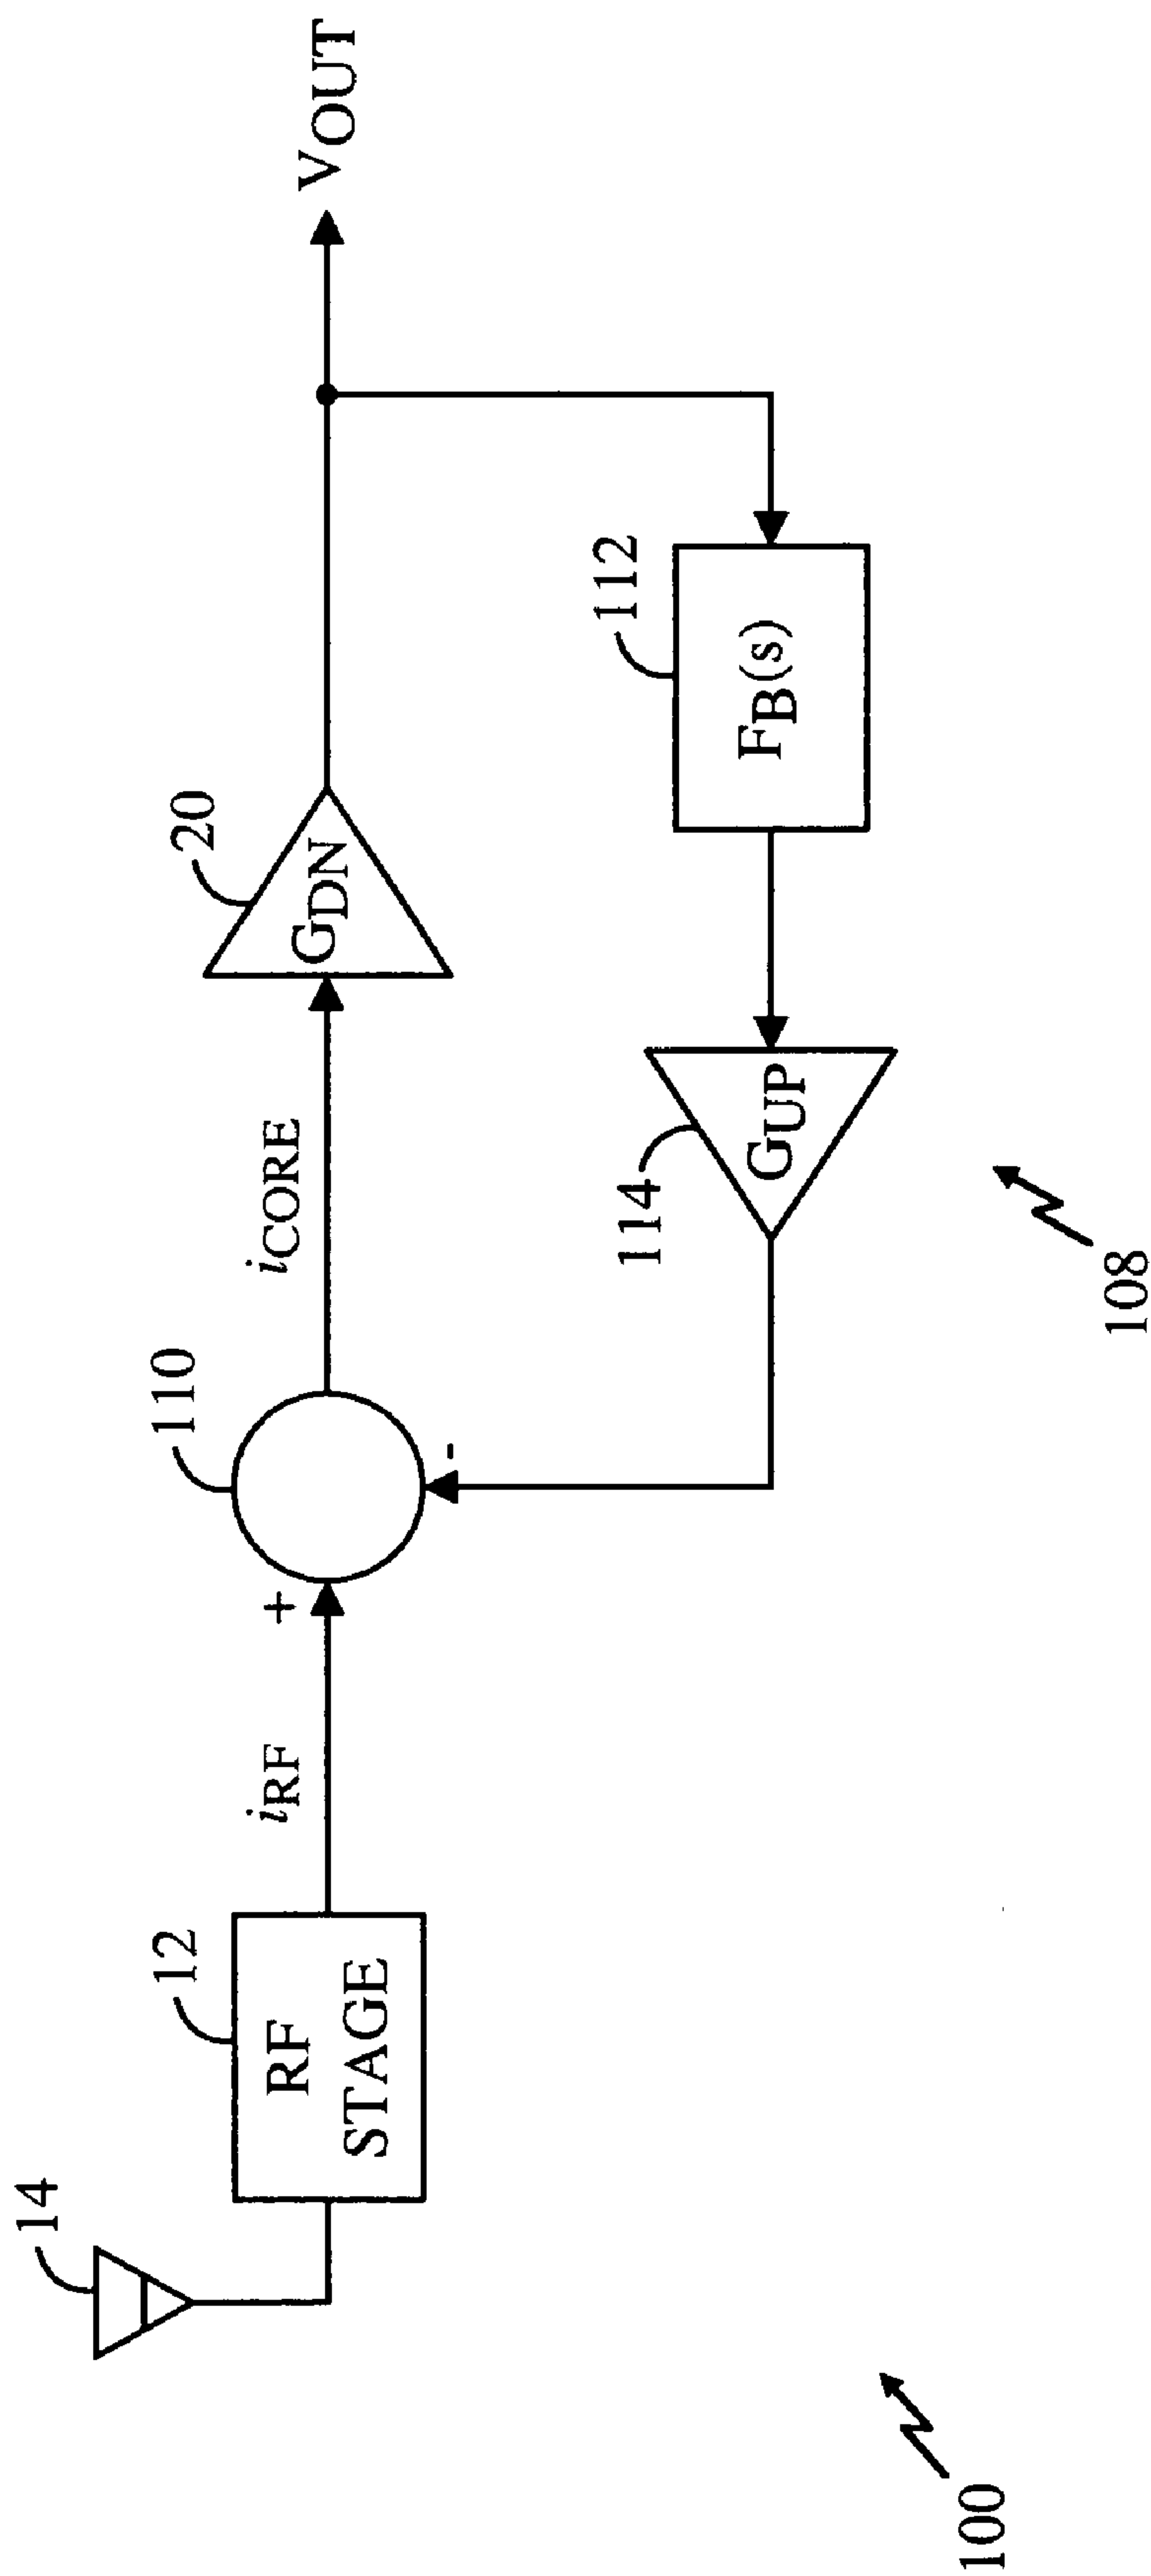 14
12
RF
STAGE
iRF
+
110
-
iCORE
20
GDN
VOUT
112
FB(s)
114
GUP
108
100